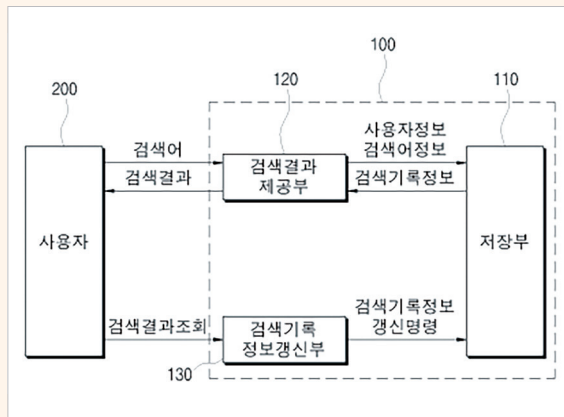 100
200
120
110
사용자정보
검색어
검색어정보
검색결과
제공부
검색결과
검색기록정보
사용자
저장부
검색기록정보
검색결과조회
검색기록
정보갱신부
갱신명령
130